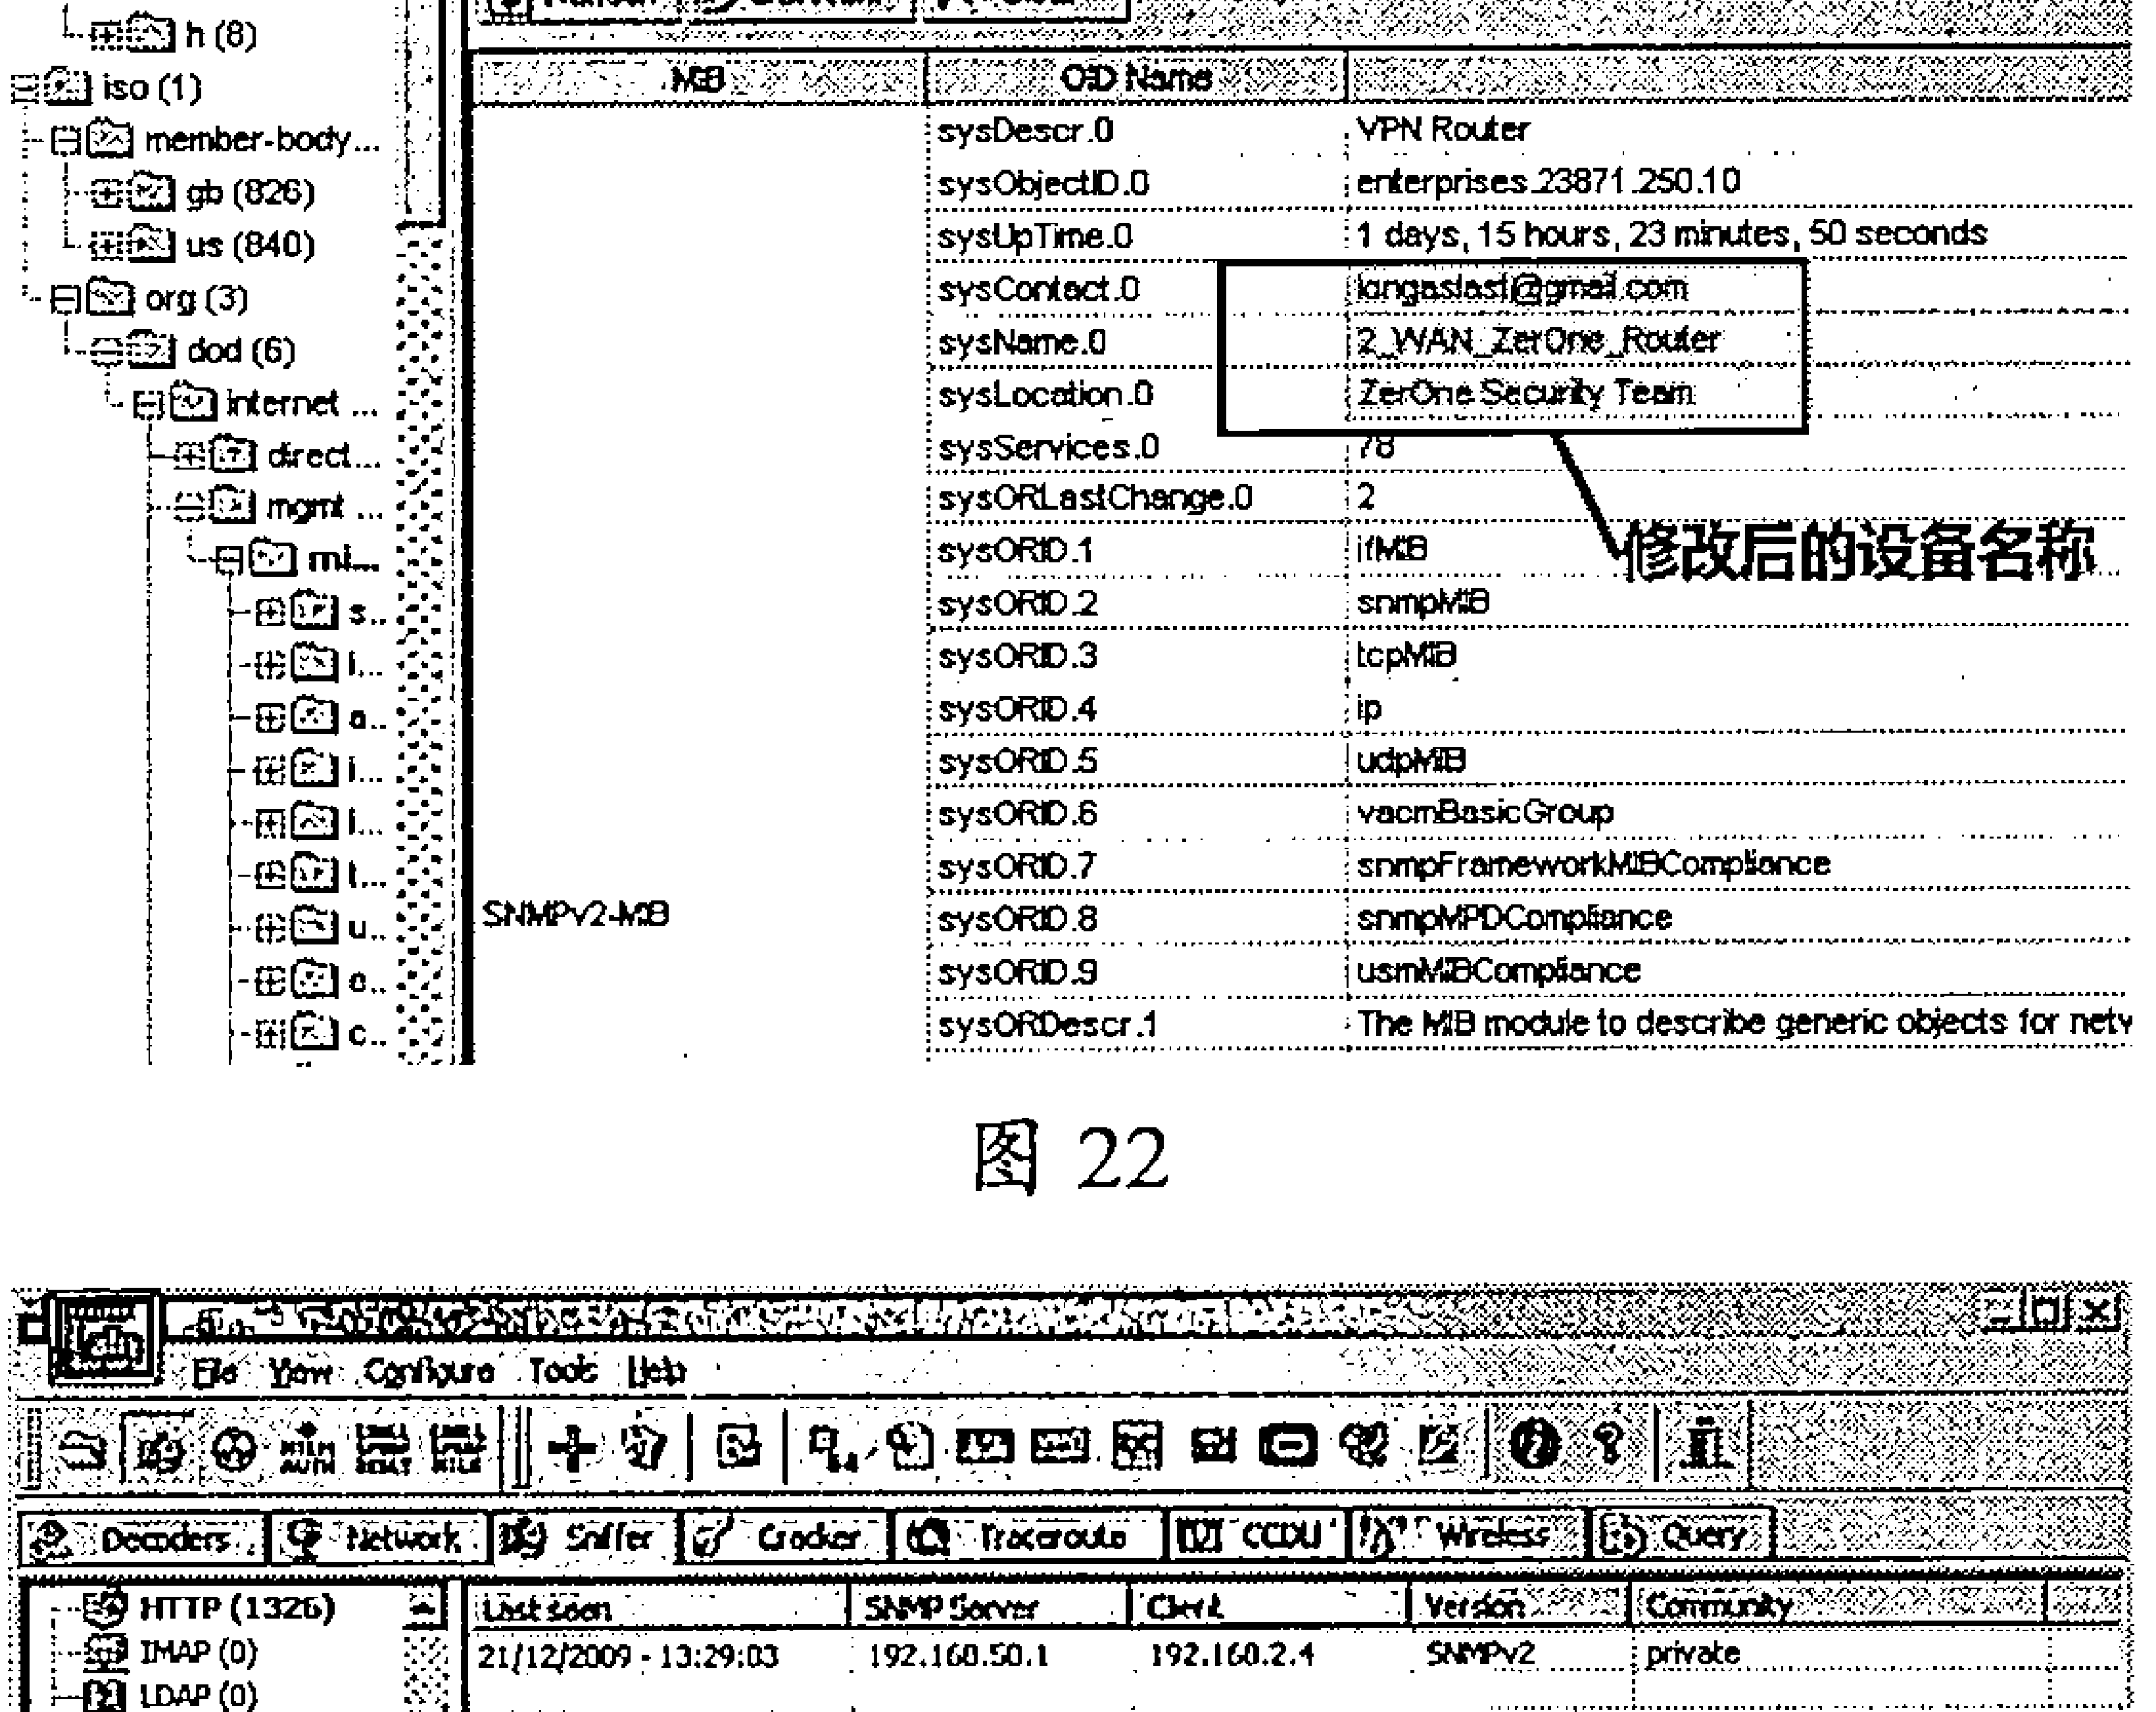 h (8)
iso (1)
member-body...
gb (826)
us (840)
org (3)
dod (6)
internet ...
direct...
mgmt ...
mi...
s..
i...
a..
i...
i...
t...
u..
e..
c..
MIB OID Name
sysDescr.0 VPN Router
sysObjectID.0 enterprises.23871.250.10
sysUpTime.0 1 days, 15 hours, 23 minutes, 50 seconds
sysContact.0 @gmail.com
sysName.0 2_WAN_ZerOne_Router
sysLocation.0 ZerOne Security Team
sysServices.0 78
sysORLastChange.0 2
sysORID.1 ifMIB
修改后的设备名称
sysORID.2 snmpMIB
sysORID.3 tcpMIB
sysORID.4 ip
sysORID.5 udpMIB
sysORID.6 vacmBasicGroup
sysORID.7 snmpFrameworkMIBCompliance
SNMPv2-MIB sysORID.8 snmpMPDCompliance
sysORID.9 usmMIBCompliance
sysORDescr.1 The MIB module to describe generic objects for netw
图 22
File View Configure Tools Help
Decoders Network Sniffer Cracker Traceroute CCDU Wireless Query
HTTP (1326)
IMAP (0)
LDAP (0)
Last seen SNMP Server Client Version Community
21/12/2009 - 13:29:03 192.168.50.1 192.168.2.4 SNMPv2 private